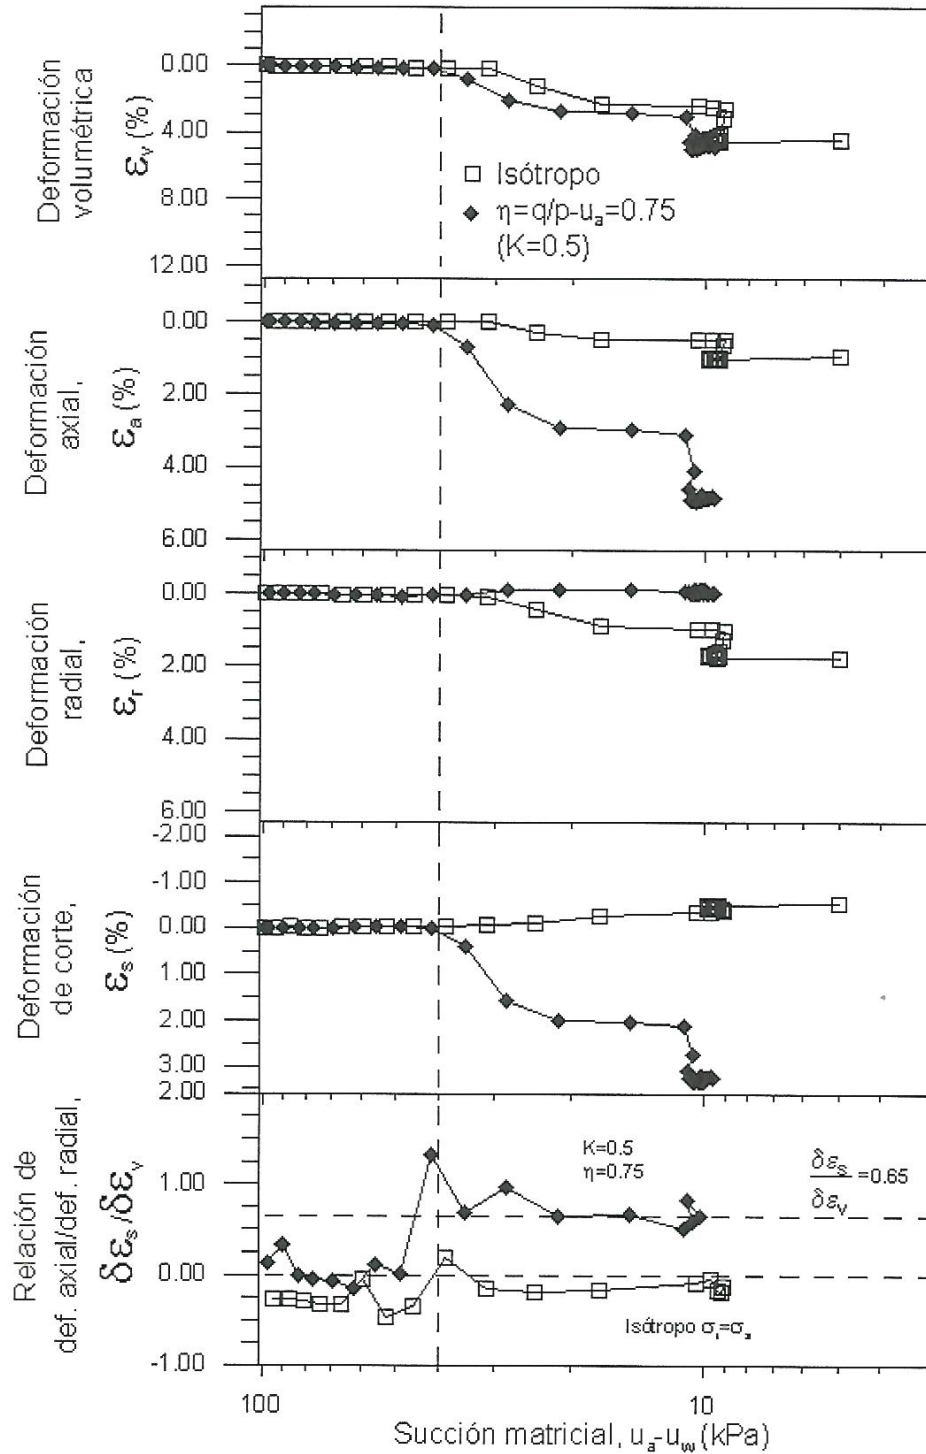 Deformación
volumétrica
εᵥ (%)
0.00
4.00
8.00
12.00
Isótropo
η=q/p-uₐ=0.75
(K=0.5)
Deformación
axial,
εₐ (%)
0.00
2.00
4.00
6.00
Deformación
radial,
εᵣ (%)
0.00
2.00
4.00
6.00
Deformación
de corte,
εₛ (%)
-2.00
-1.00
0.00
1.00
2.00
3.00
Relación de
def. axial/def. radial,
δεₛ/δεᵥ
2.00
1.00
0.00
-1.00
K=0.5
η=0.75
δεₛ/δεᵥ =0.65
Isótropo
100
10
Succión matricial, uₐ-u𝓌 (kPa)